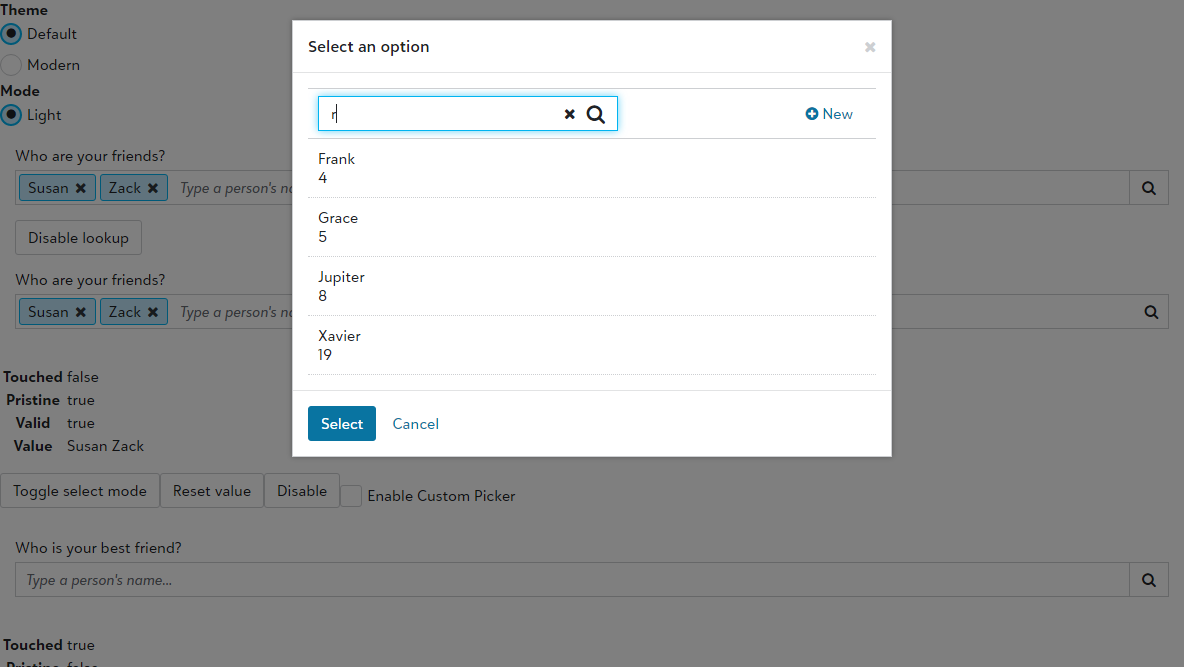 Theme
Default
Modern
Mode
Light
Who are your friends?
Susan Zack Type a person's n
Disable lookup
Who are your friends?
Susan Zack Type a person's n
Touched false
Pristine true
Valid true
Value Susan Zack
Toggle select mode Reset value Disable Enable Custom Picker
Who is your best friend?
Type a person's name...
Touched true
Pristine false
Select an option
r
New
Frank
4
Grace
5
Jupiter
8
Xavier
19
Select Cancel